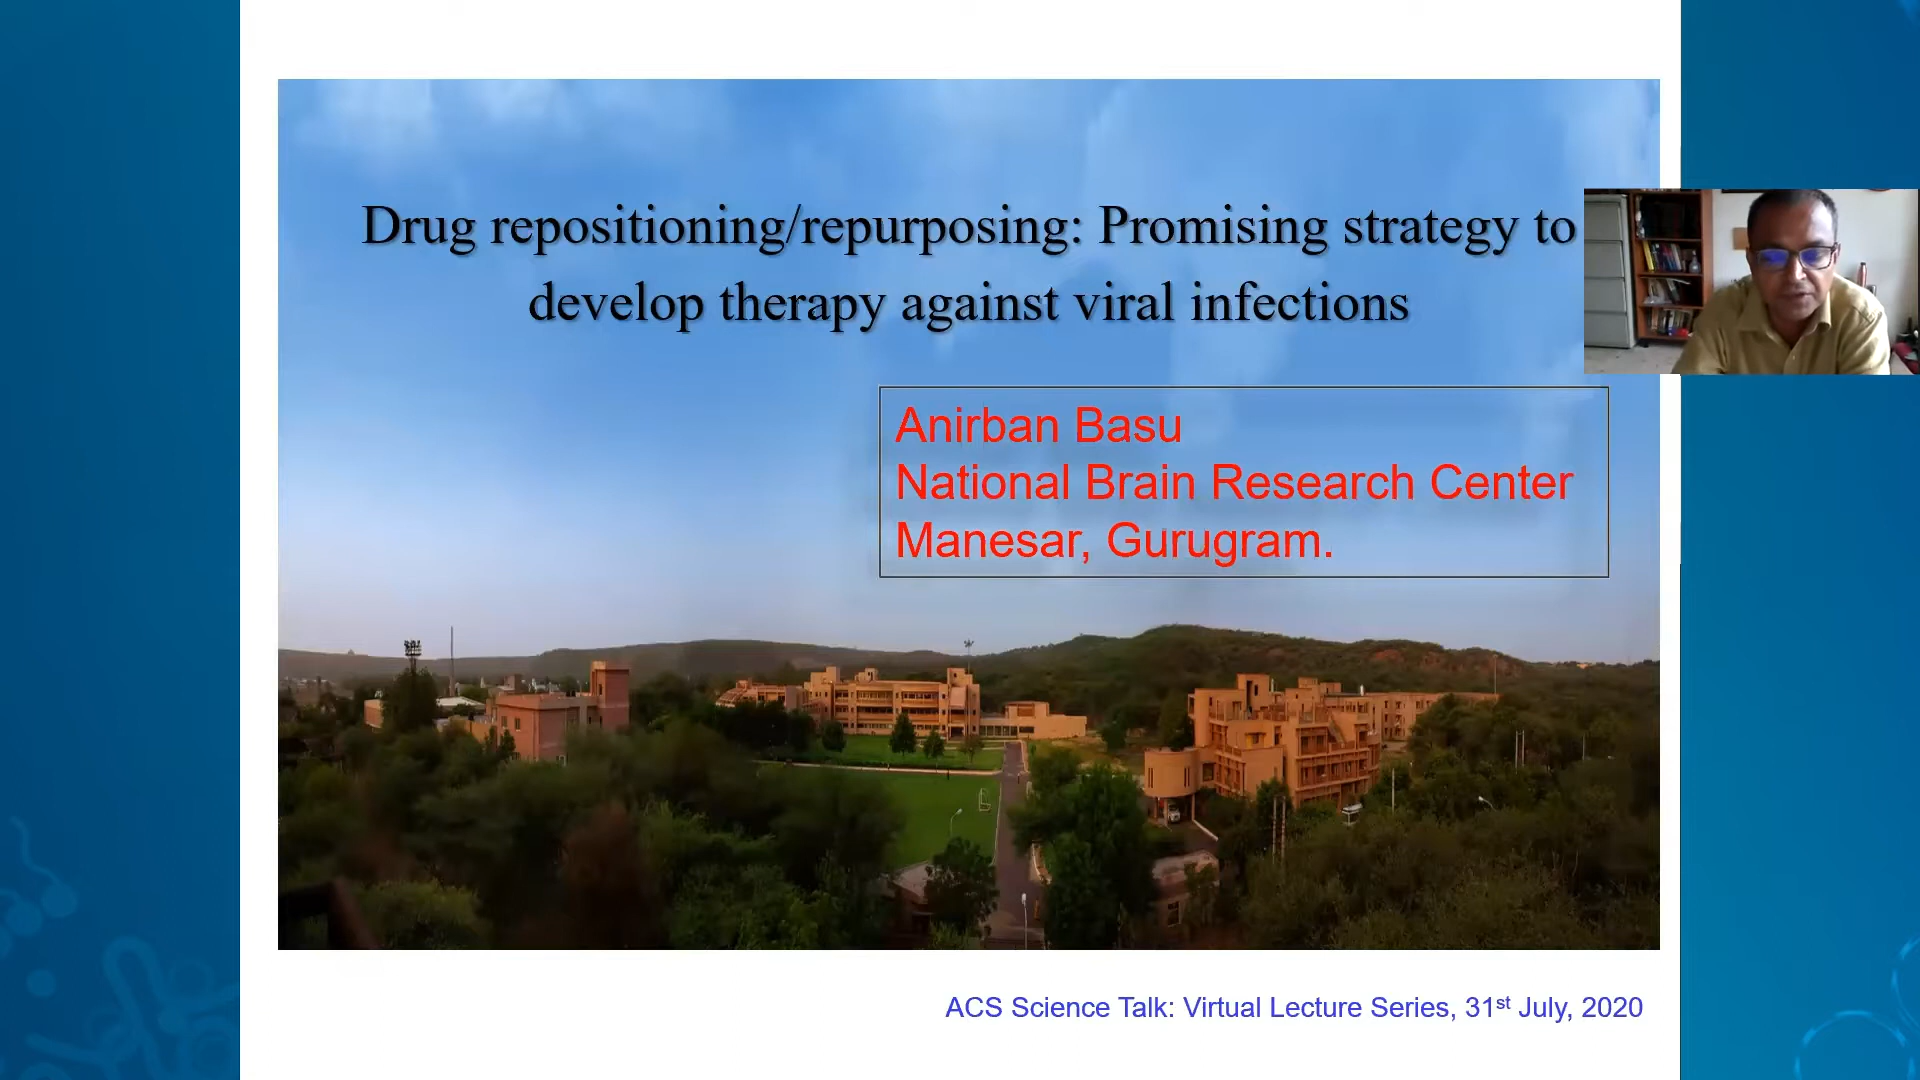 Drug repositioning/repurposing: Promising strategy to
develop therapy against viral infections
Anirban Basu
National Brain Research Center
Manesar, Gurugram.
ACS Science Talk: Virtual Lecture Series, 31st July, 2020